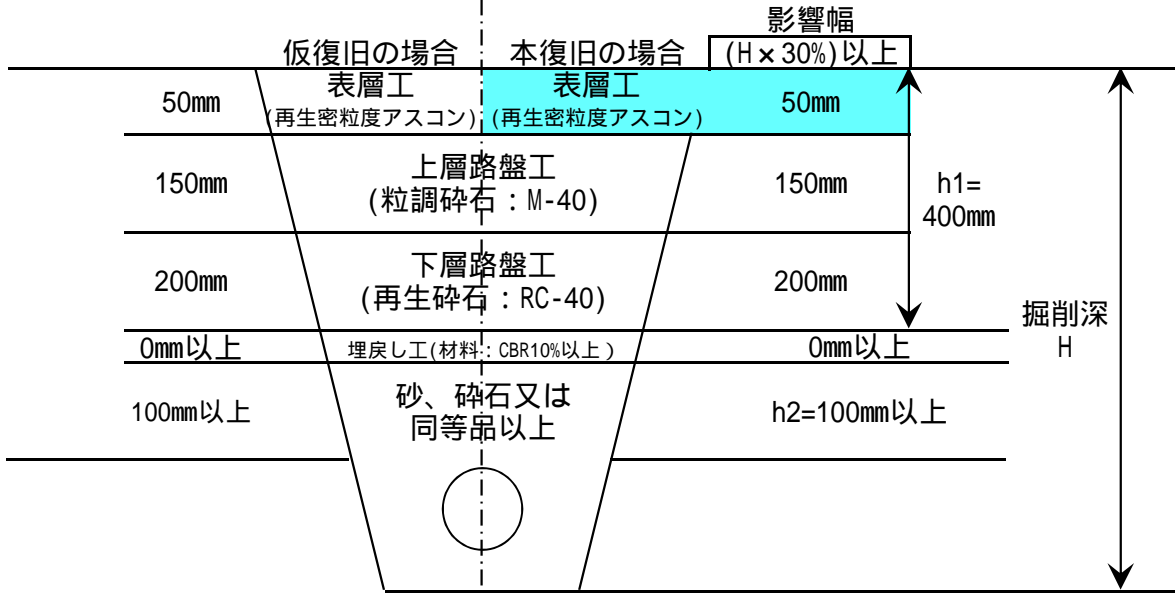 影響幅
仮復旧の場合 本復旧の場合 (H×30%)以上
50mm 表層工 表層工 50mm
(再生密粒度アスコン) (再生密粒度アスコン)
150mm 上層路盤工 150mm h1=
(粒調砕石:M-40) 400mm
200mm 下層路盤工 200mm
(再生砕石:RC-40)
掘削深
H
0mm以上 埋戻し工(材料:CBR10%以上) 0mm以上
100mm以上 砂、砕石又は h2=100mm以上
同等品以上